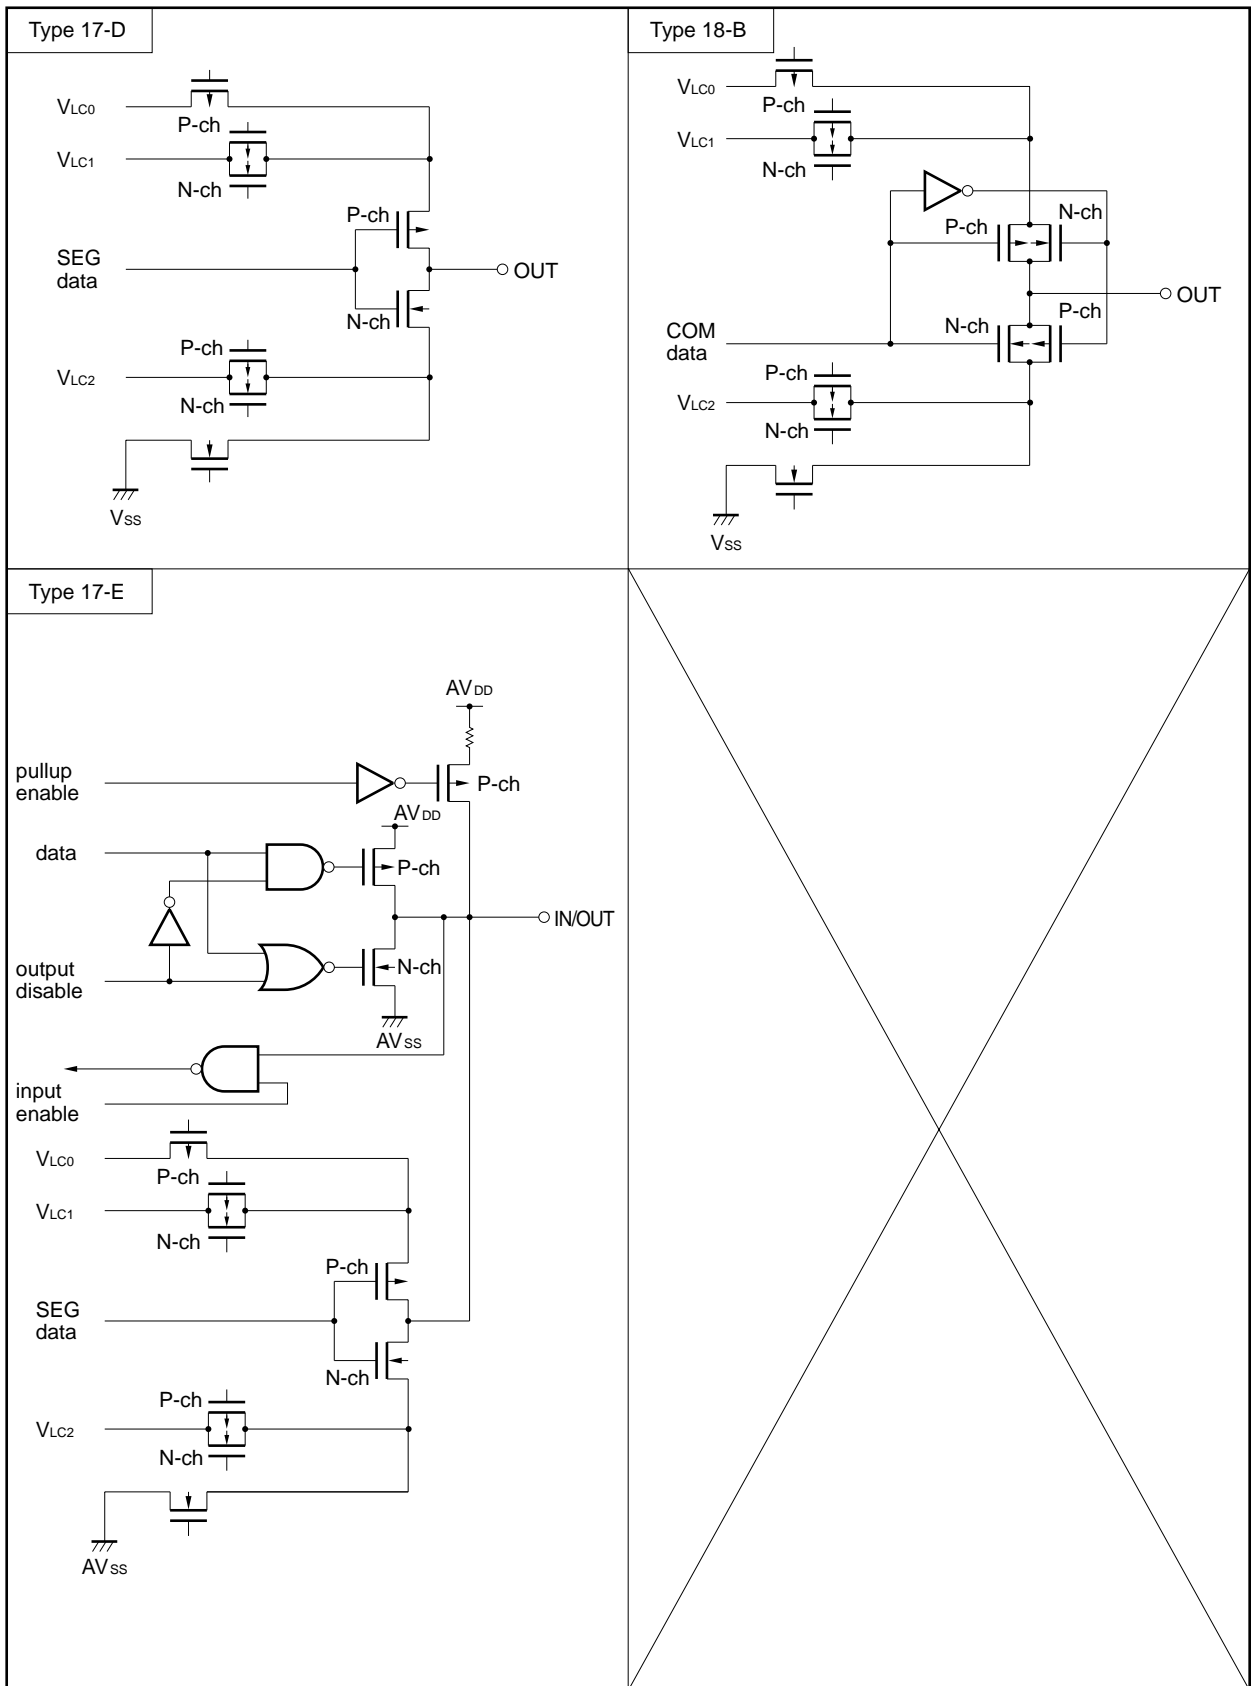 Type 17-D
VLC0
P-ch
VLC1
N-ch
P-ch
SEG
data
OUT
N-ch
P-ch
VLC2
N-ch
VSS
Type 18-B
VLC0
P-ch
VLC1
N-ch
P-ch
N-ch
OUT
N-ch
P-ch
COM
data
P-ch
VLC2
N-ch
VSS
Type 17-E
AVDD
pullup
enable
P-ch
AVDD
data
P-ch
IN/OUT
output
disable
N-ch
AVSS
input
enable
VLC0
P-ch
VLC1
N-ch
P-ch
SEG
data
N-ch
P-ch
VLC2
N-ch
AVSS